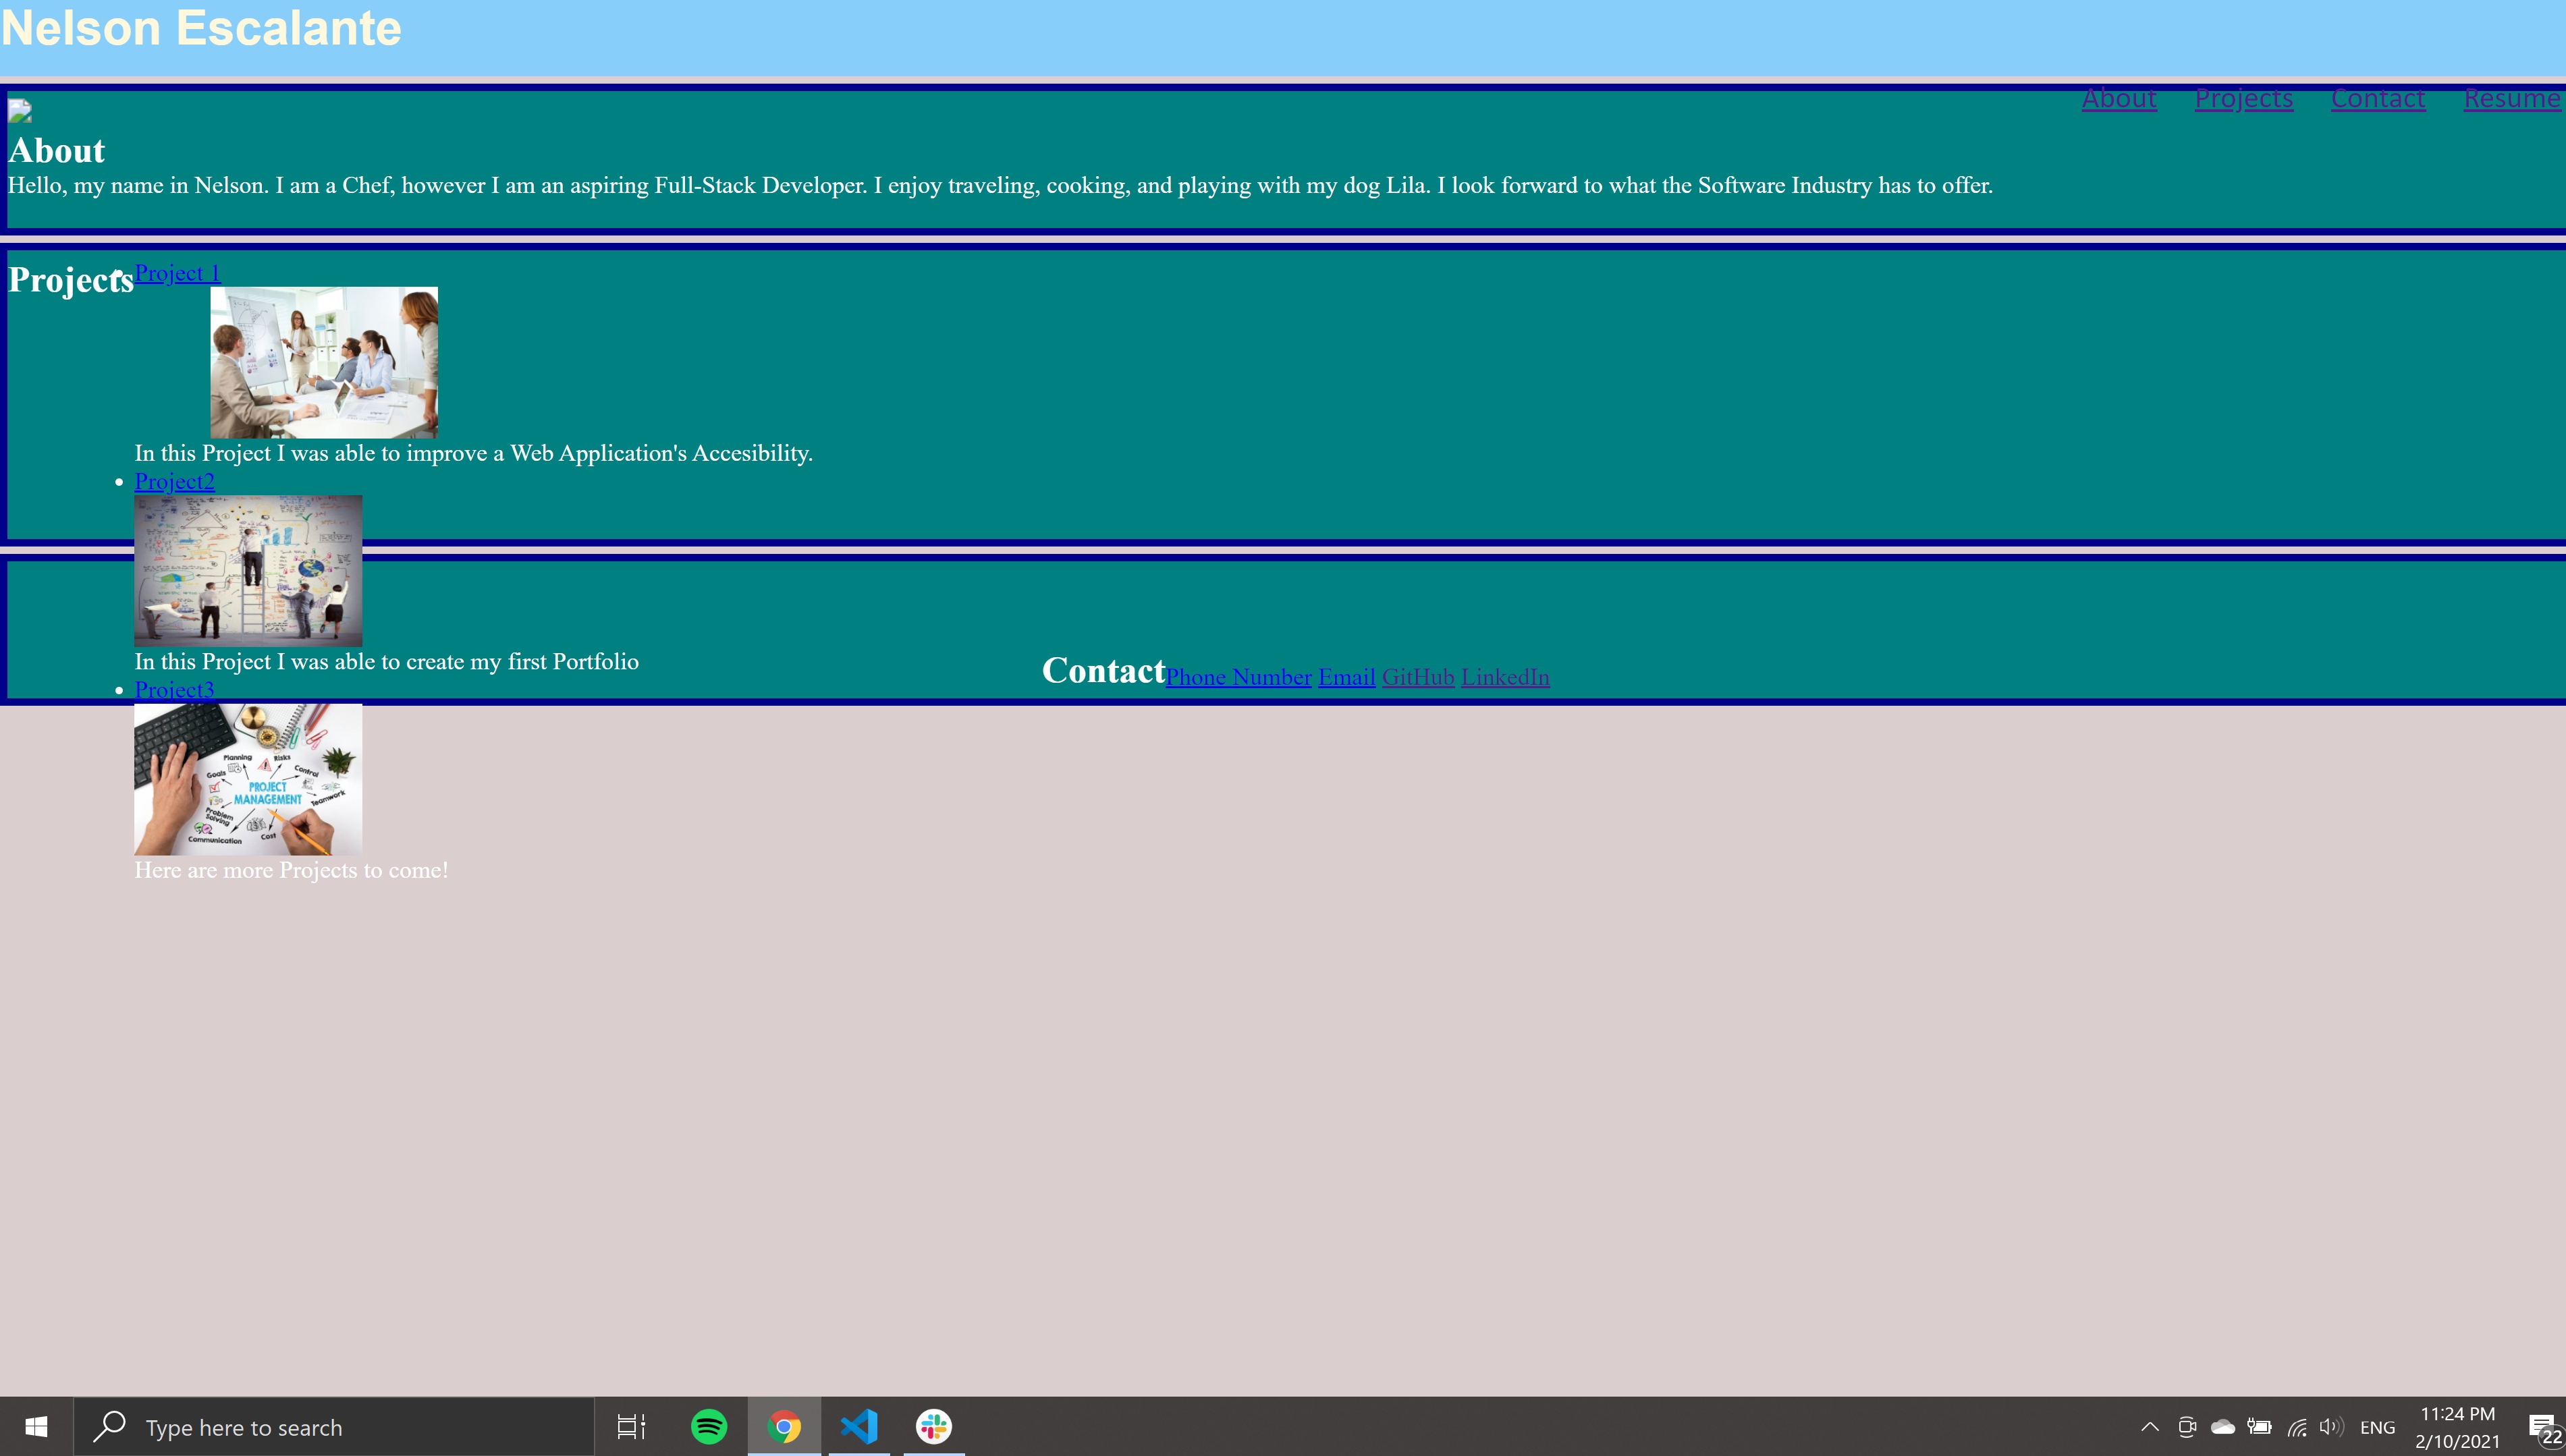 Nelson Escalante
About Projects Contact Resume
About
Hello, my name in Nelson. I am a Chef, however I am an aspiring Full-Stack Developer. I enjoy traveling, cooking, and playing with my dog Lila. I look forward to what the Software Industry has to offer.
Projects
Project 1
In this Project I was able to improve a Web Application's Accesibility.
Project2
In this Project I was able to create my first Portfolio
Contact
Phone Number Email GitHub LinkedIn
Project3
Planning
Risks
Goals
Control
PROJECT
MANAGEMENT
Teamwork
Problem
Solving
Communication
Cost
Here are more Projects to come!
Type here to search
ENG
11:24 PM
2/10/2021
22